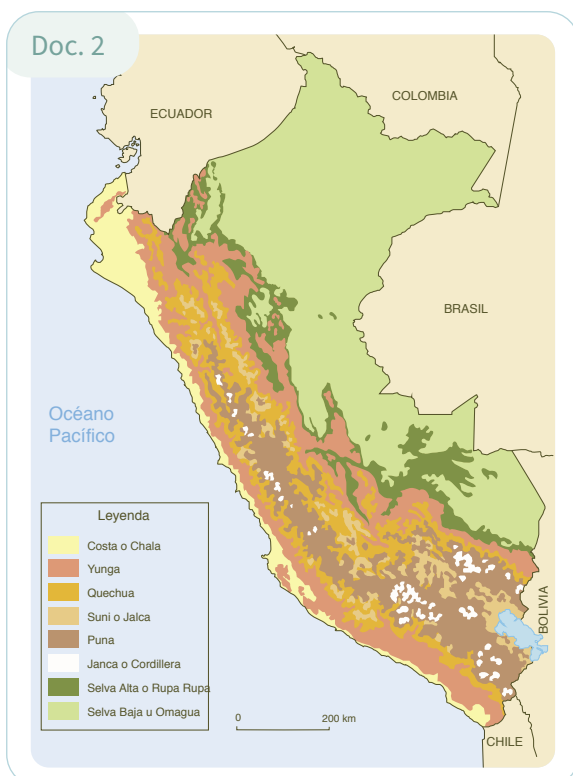 Doc. 2
COLOMBIA
ECUADOR
BRASIL
Océano
Pacífico
Leyenda
Costa o Chala
Yunga
Quechua
Suni o Jalca
Puna
Janca o Cordillera
Selva Alta o Rupa Rupa
Selva Baja u Omagua
0 200 km
BOLIVIA
CHILE